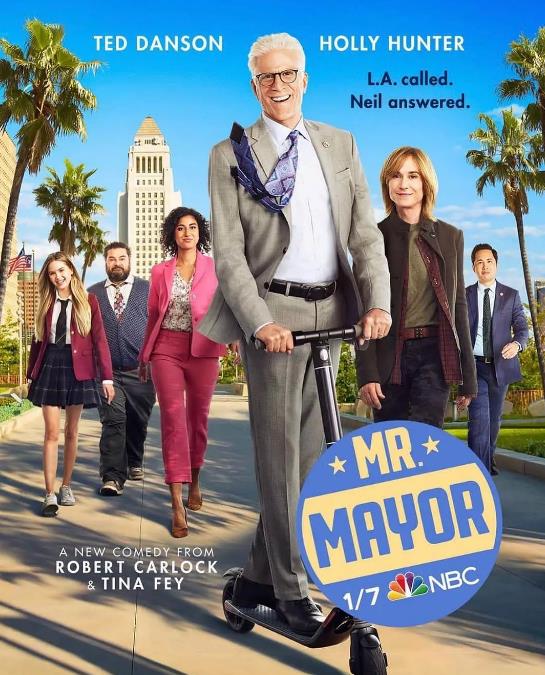 TED DANSON
HOLLY HUNTER
L.A. called.
Neil answered.
MR.
MAYOR
1/7 NBC
A NEW COMEDY FROM
ROBERT CARLOCK
& TINA FEY